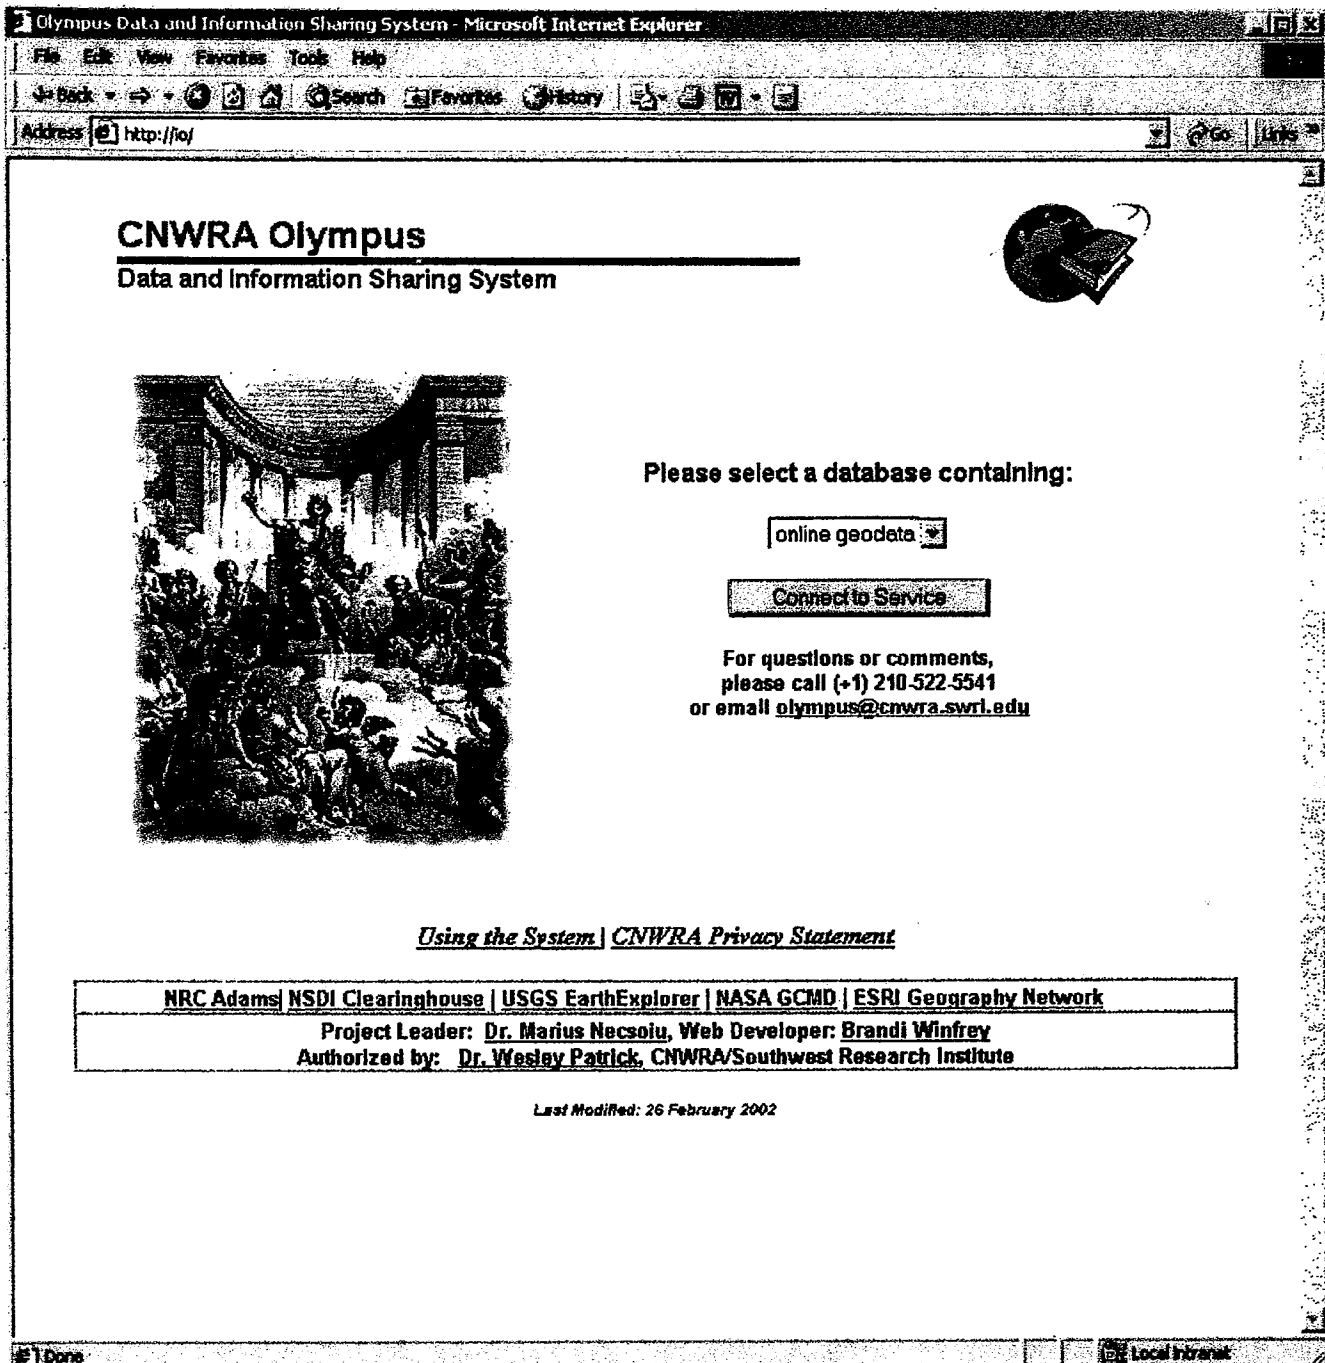 Olympus Data and Information Sharing System - Microsoft Internet Explorer
File Edit View Favorites Tools Help
Back Search Favorites History
Address http://io/ Go Links »
CNWRA Olympus
Data and Information Sharing System
Please select a database containing:
online geodata
Connect to Service
For questions or comments,
please call (+1) 210-522-5541
or email olympus@cnwra.swri.edu
Using the System | CNWRA Privacy Statement
NRC Adams| NSDI Clearinghouse | USGS EarthExplorer | NASA GCMD | ESRI Geography Network
Project Leader: Dr. Marius Necsoiu, Web Developer: Brandi Winfrey
Authorized by: Dr. Wesley Patrick, CNWRA/Southwest Research Institute
Last Modified: 26 February 2002
Done Local intranet